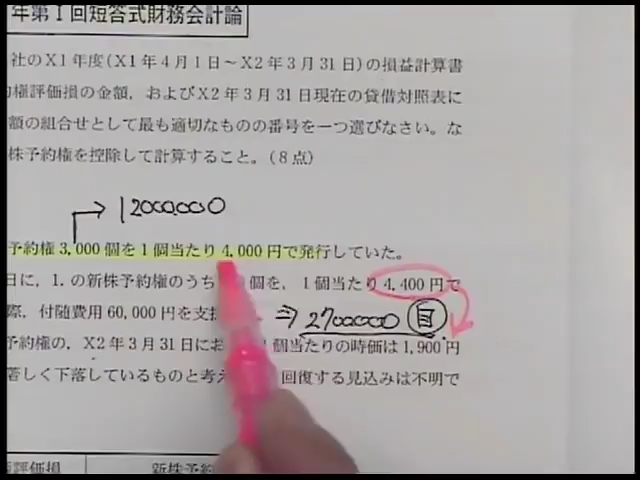 年第Ⅰ回短答式財務会計論
社のX1年度(X1年4月1日～X2年3月31日)の損益計算書
約権評価損の金額，およびX2年3月31日現在の貸借対照表に
額の組合せとして最も適切なものの番号を一つ選びなさい。な
株予約権を控除して計算すること。(8点)
12000000
予約権3,000個を1個当たり4,000円で発行していた。
日に，1.の新株予約権のうち 個を，1個当たり4,400円で
際，付随費用60,000円を支
⇒2700000 自
予約権の，X2年3月31日にお 個当たりの時価は1,900円
著しく下落しているものと考え 回復する見込みは不明で
評価損 新株予約